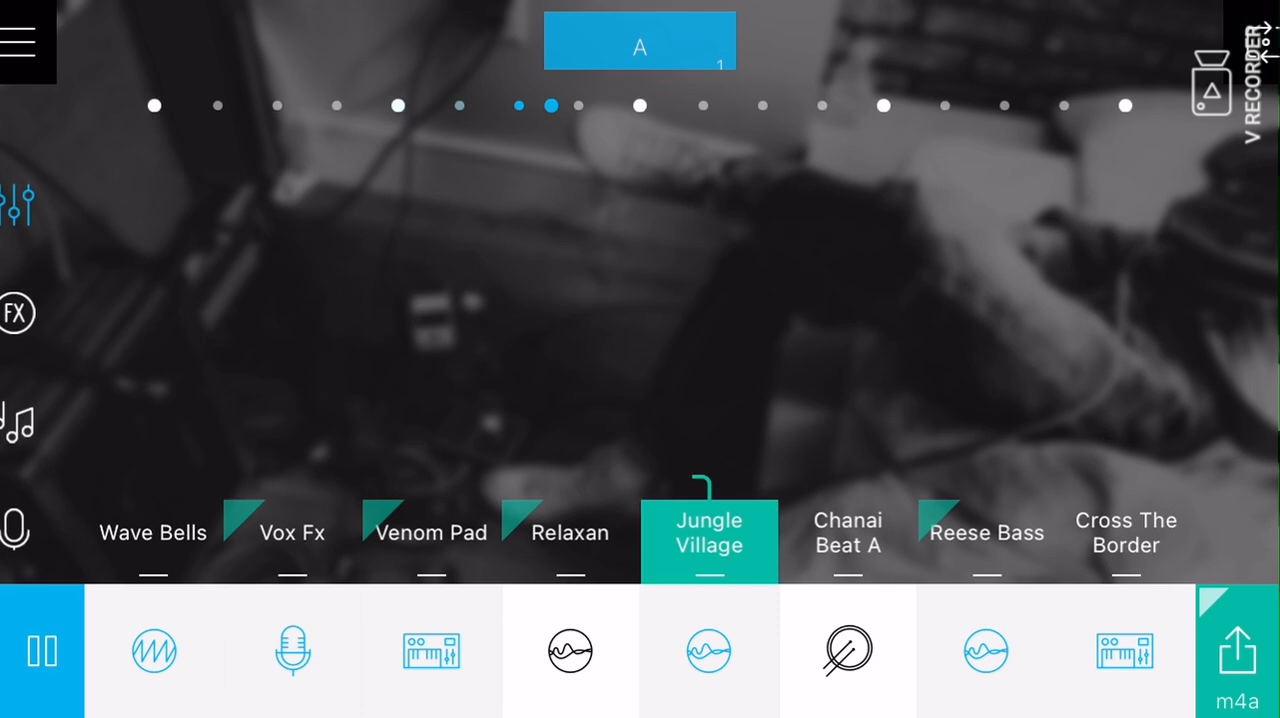 A
1
V RECORDER
FX
Wave Bells
Vox Fx
Venom Pad
Relaxan
Jungle
Village
Chanai
Beat A
Reese Bass
Cross The
Border
m4a